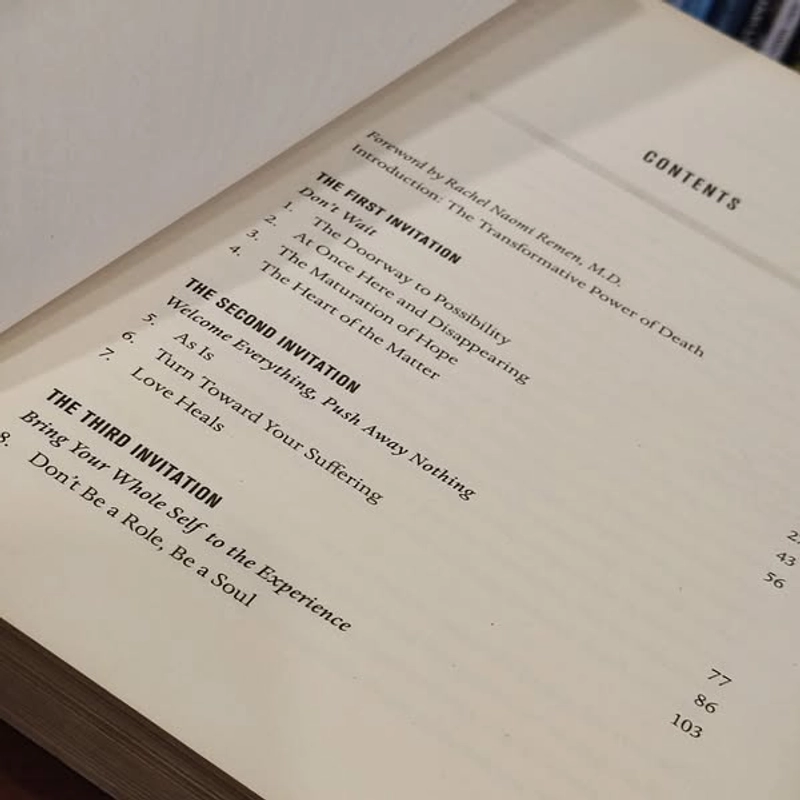 CONTENTS
Foreword by Rachel Naomi Remen, M.D.
Introduction: The Transformative Power of Death
THE FIRST INVITATION
Don't Wait
1. The Doorway to Possibility
2. At Once Here and Disappearing
3. The Maturation of Hope 43
4. The Heart of the Matter 56
THE SECOND INVITATION
Welcome Everything, Push Away Nothing
5. As Is 77
6. Turn Toward Your Suffering 86
7. Love Heals 103
THE THIRD INVITATION
Bring Your Whole Self to the Experience
8. Don't Be a Role, Be a Soul